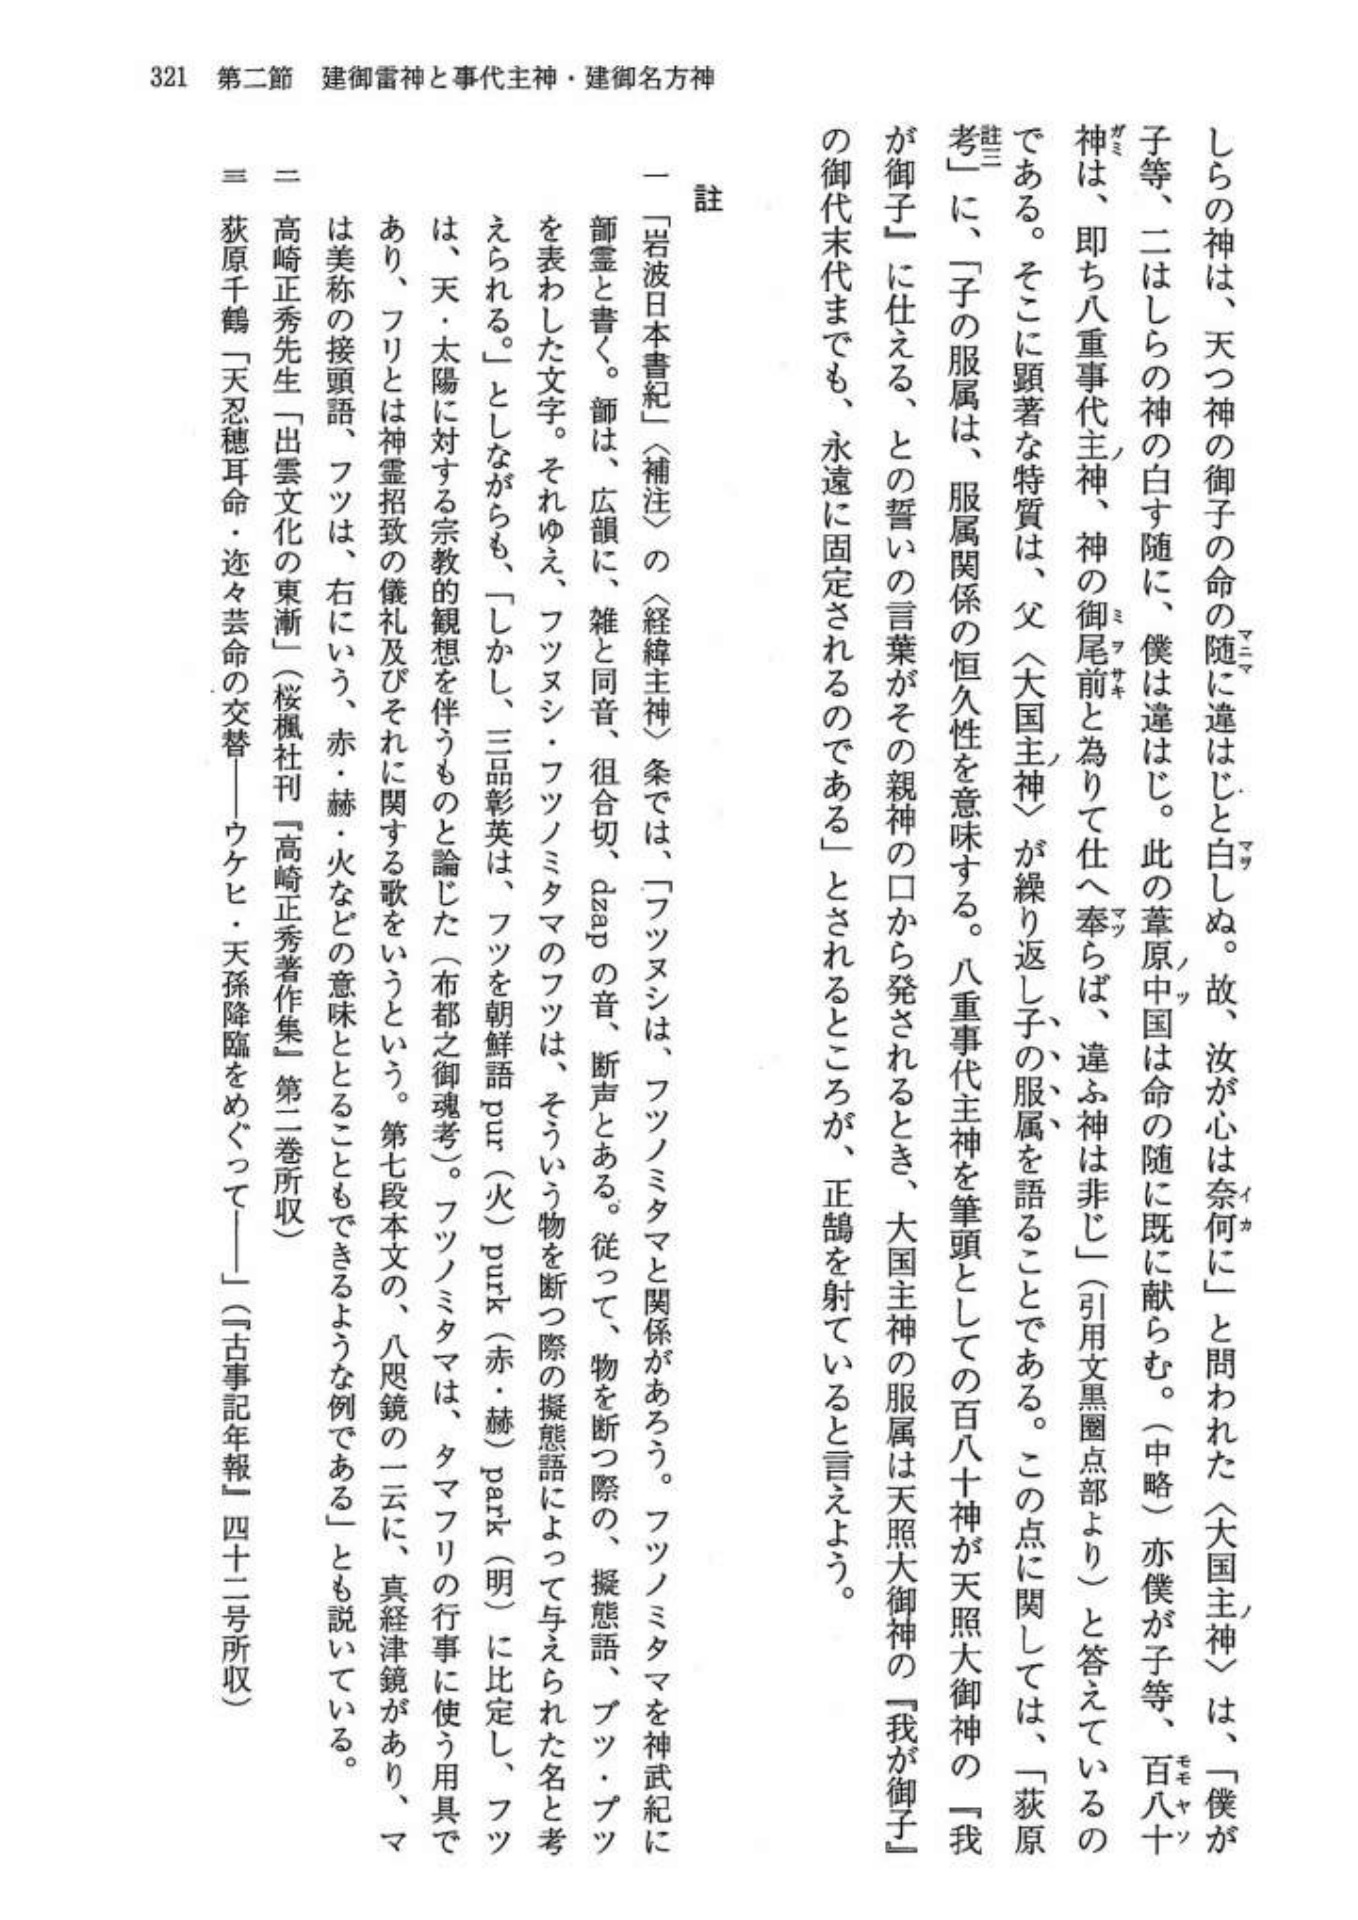 321　第二節　建御雷神と事代主神・建御名方神
しらの神は、天つ神の御子の命の随に違はじと白しぬ。故、汝が心は奈何に」と問われた〈大国主ノ神〉は、「僕が
子等、二はしらの神の白す随に、僕は違はじ。此の葦原ノ中ツ国は命の随に既に献らむ。（中略）亦僕が子等、百八十
神は、即ち八重事代主ノ神、神の御尾前と為りて仕へ奉らば、違ふ神は非じ」（引用文黒圏点部より）と答えているの
である。そこに顕著な特質は、父〈大国主ノ神〉が繰り返し子の服属を語ることである。この点に関しては、「荻原
考」註三に、「子の服属は、服属関係の恒久性を意味する。八重事代主神を筆頭としての百八十神が天照大御神の『我
が御子』に仕える、との誓いの言葉がその親神の口から発されるとき、大国主神の服属は天照大御神の『我が御子』
の御代末代までも、永遠に固定されるのである」とされるところが、正鵠を射ていると言えよう。
註
一　「岩波日本書紀」〈補注〉の〈経緯主神〉条では、「フツヌシは、フツノミタマと関係があろう。フツノミタマを神武紀に
韴霊と書く。韴は、広韻に、雑と同音、徂合切、dzap の音、断声とある。従って、物を断つ際の、擬態語、プツ・プツ
を表わした文字。それゆえ、フツヌシ・フツノミタマのフツは、そういう物を断つ際の擬態語によって与えられた名と考
えられる。」としながらも、「しかし、三品彰英は、フツを朝鮮語 pur（火）purk（赤・赫）park（明）に比定し、フツ
は、天・太陽に対する宗教的観想を伴うものと論じた（布都之御魂考）。フツノミタマは、タマフリの行事に使う用具で
あり、フリとは神霊招致の儀礼及びそれに関する歌をいうという。第七段本文の、八咫鏡の一云に、真経津鏡があり、マ
は美称の接頭語、フツは、右にいう、赤・赫・火などの意味ととることもできるような例である」とも説いている。
二　高崎正秀先生「出雲文化の東漸」（桜楓社刊『高崎正秀著作集』第二巻所収）
三　荻原千鶴「天忍穂耳命・迩々芸命の交替――ウケヒ・天孫降臨をめぐって――」（『古事記年報』四十二号所収）